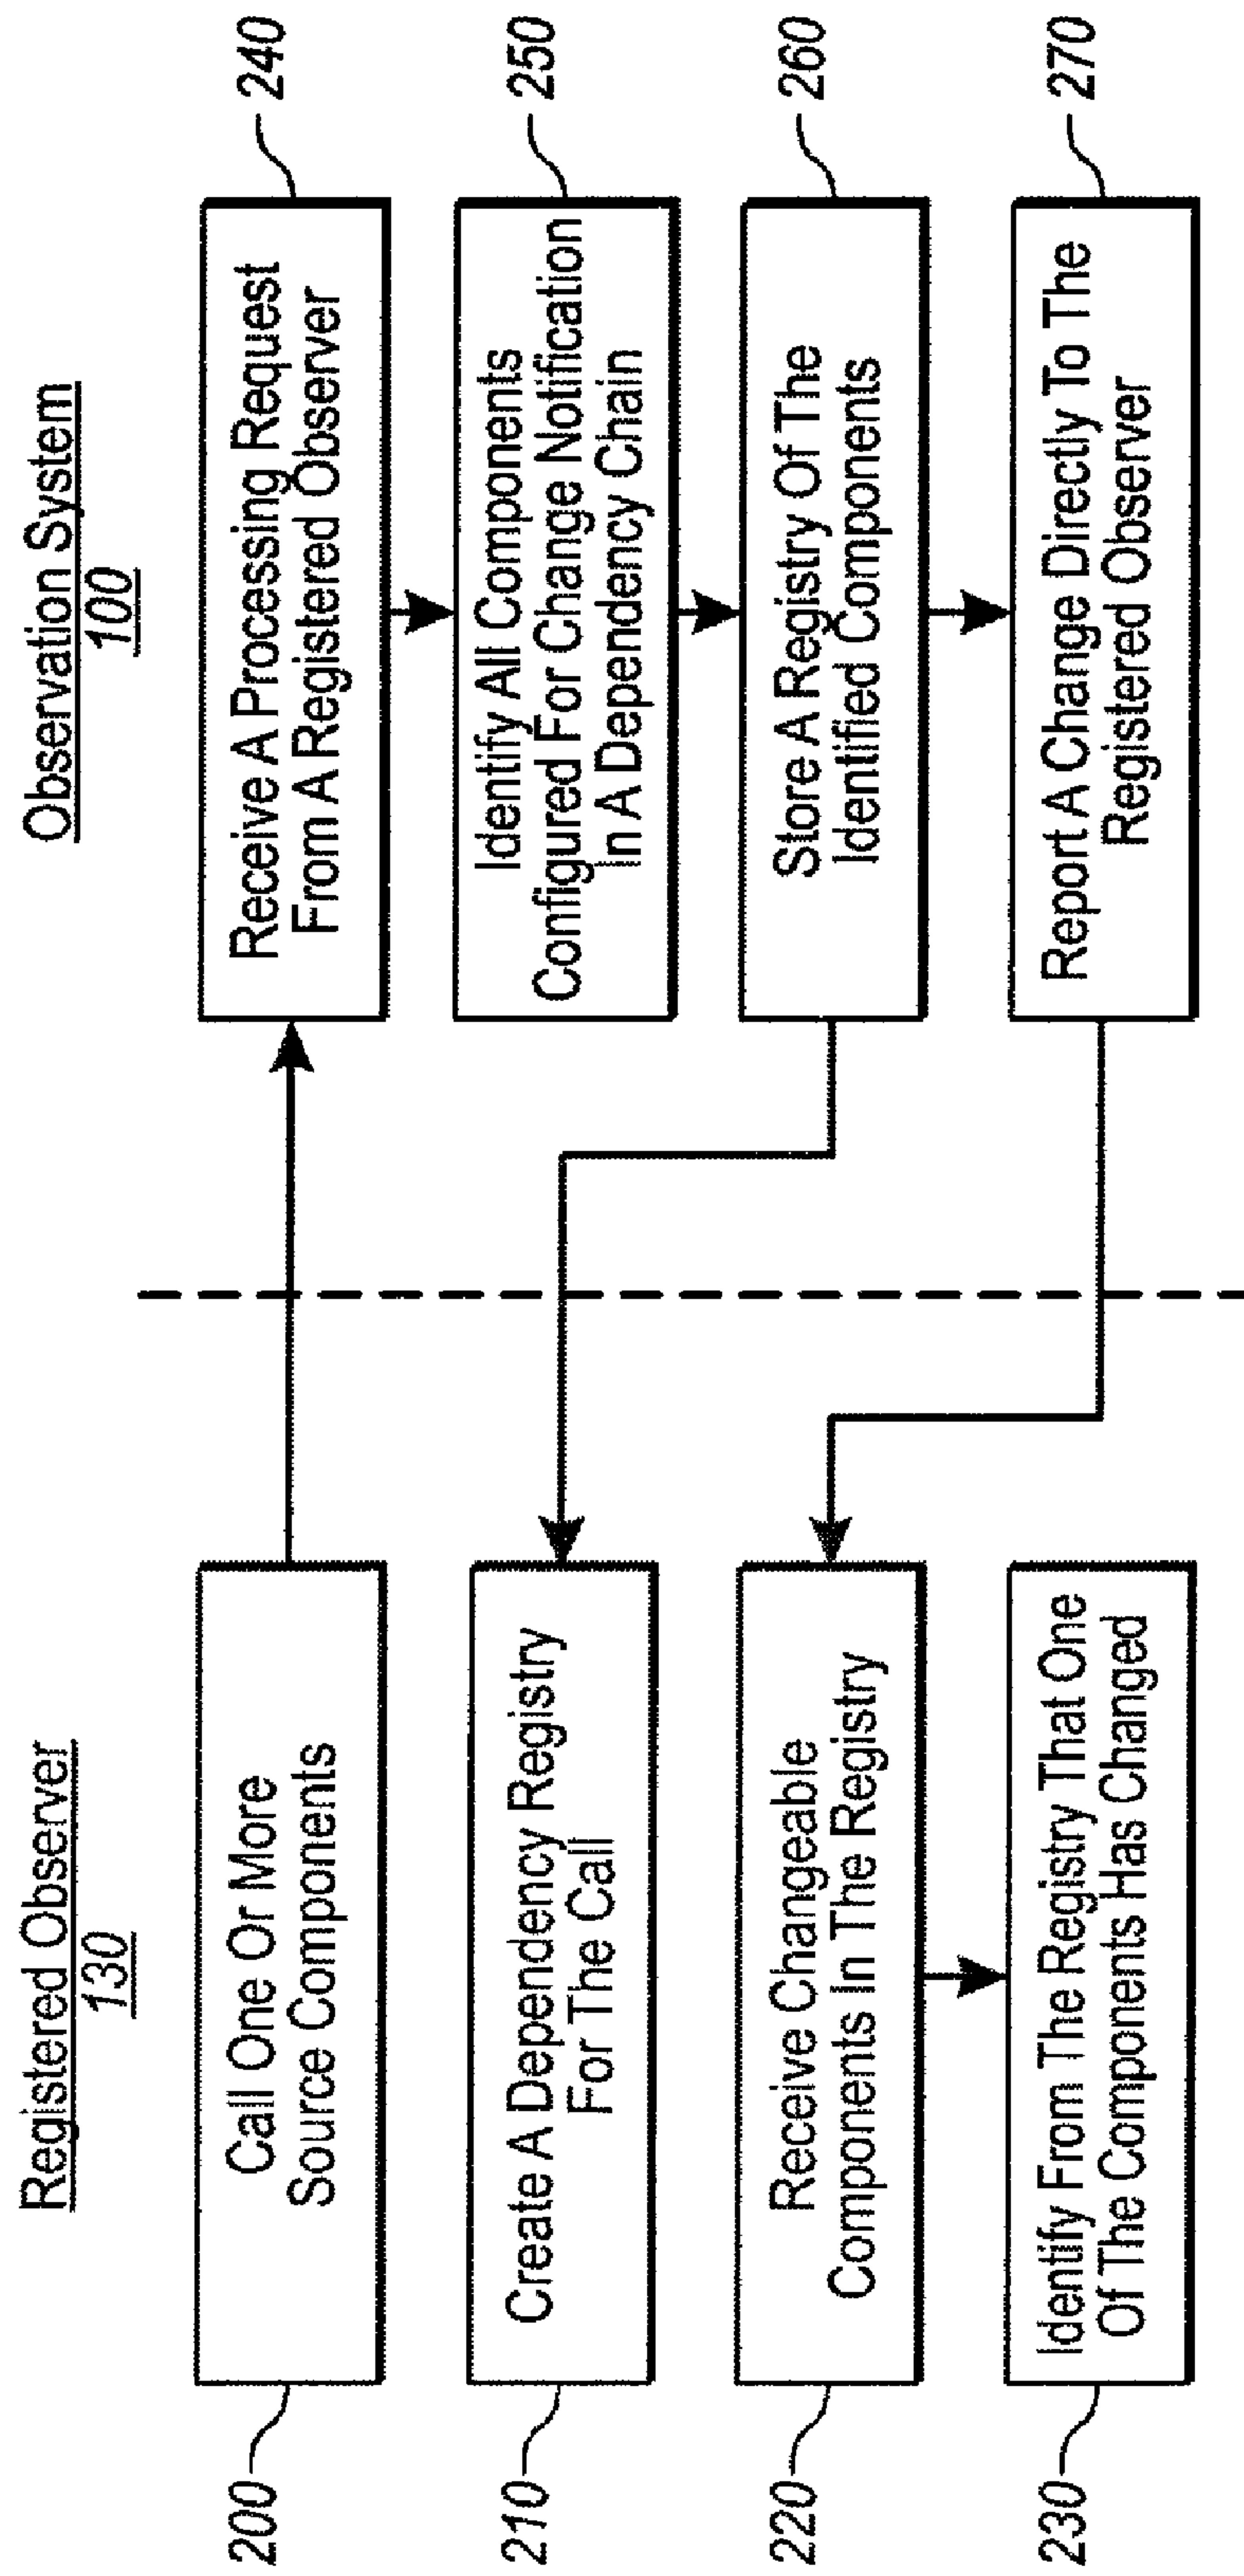 Registered Observer
130
Observation System
100
200
Call One Or More
Source Components
240
Receive A Processing Request
From A Registered Observer
210
Create A Dependency Registry
For The Call
250
Identify All Components
Configured For Change Notification
In A Dependency Chain
220
Receive Changeable
Components In The Registry
260
Store A Registry Of The
Identified Components
230
Identify From The Registry That One
Of The Components Has Changed
270
Report A Change Directly To The
Registered Observer